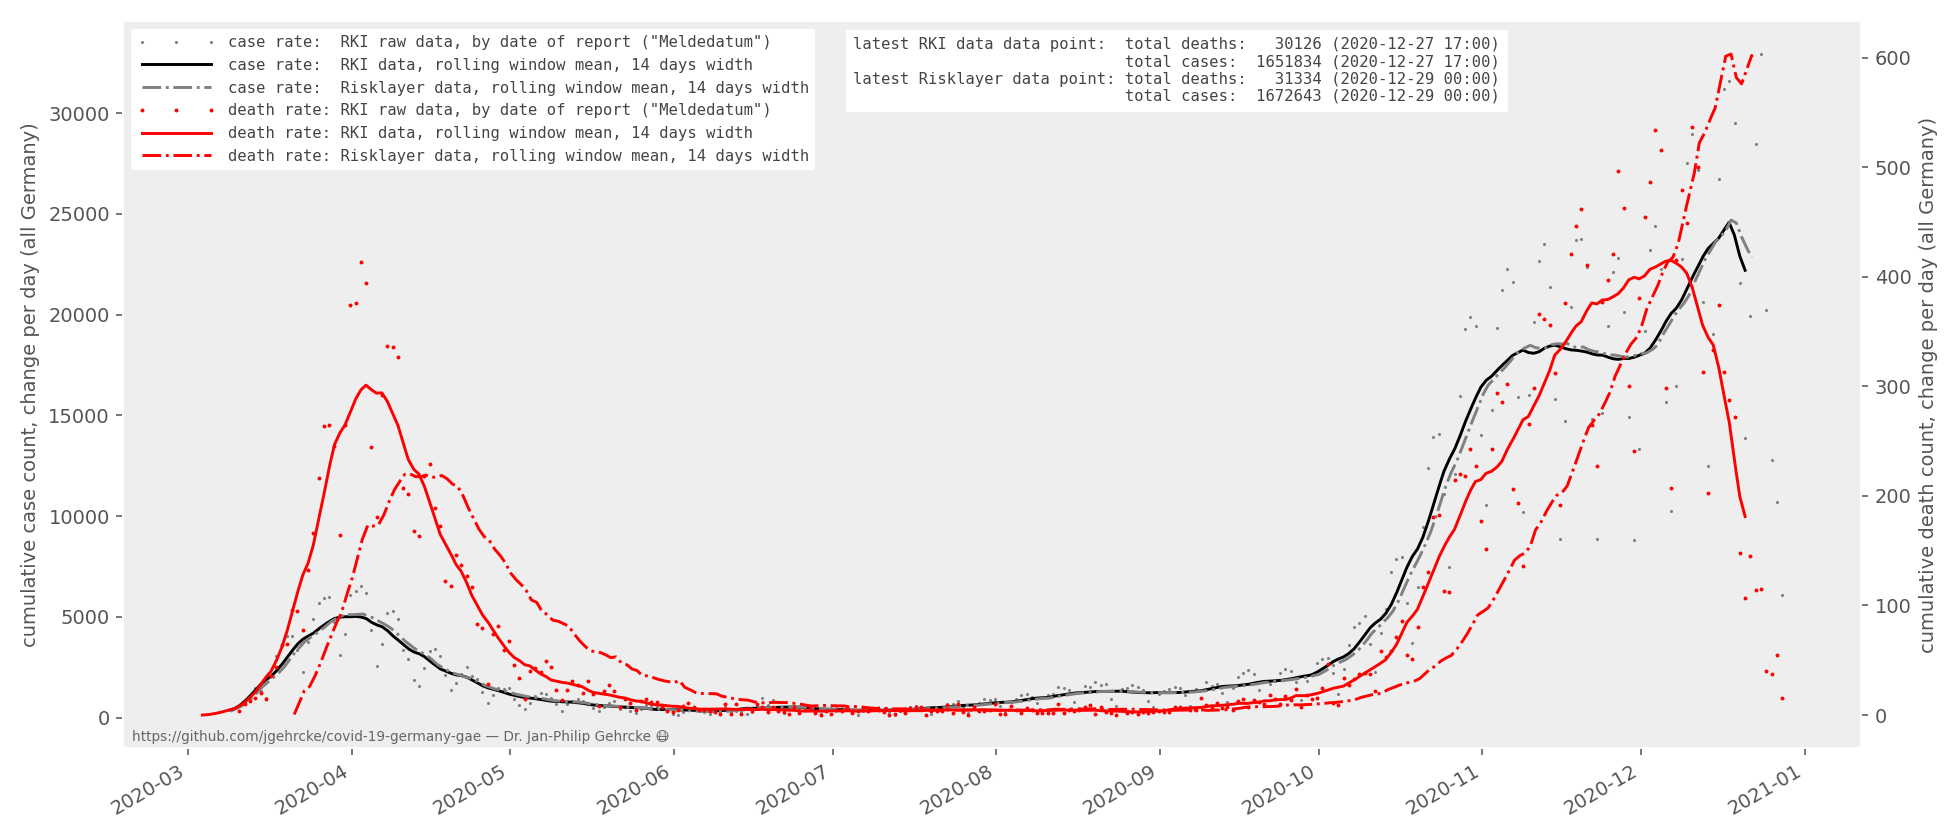 case rate:  RKI raw data, by date of report ("Meldedatum")
case rate:  RKI data, rolling window mean, 14 days width
case rate:  Risklayer data, rolling window mean, 14 days width
death rate: RKI raw data, by date of report ("Meldedatum")
death rate: RKI data, rolling window mean, 14 days width
death rate: Risklayer data, rolling window mean, 14 days width
latest RKI data data point:  total deaths:   30126 (2020-12-27 17:00)
total cases:  1651834 (2020-12-27 17:00)
latest Risklayer data point: total deaths:   31334 (2020-12-29 00:00)
total cases:  1672643 (2020-12-29 00:00)
cumulative case count, change per day (all Germany)
30000
25000
20000
15000
10000
5000
0
600
500
400
300
200
100
0
cumulative death count, change per day (all Germany)
https://github.com/jgehrcke/covid-19-germany-gae — Dr. Jan-Philip Gehrcke 😷
2020-03
2020-04
2020-05
2020-06
2020-07
2020-08
2020-09
2020-10
2020-11
2020-12
2021-01